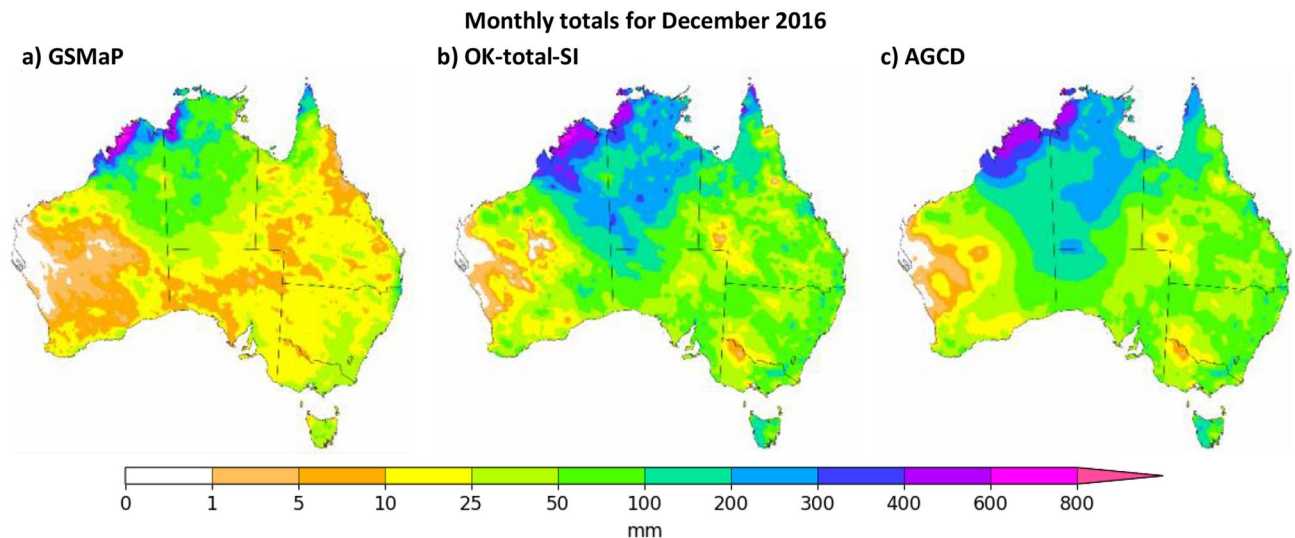 Monthly totals for December 2016
a) GSMaP b) OK-total-SI c) AGCD
0 1 5 10 25 50 100 200 300 400 600 800
mm